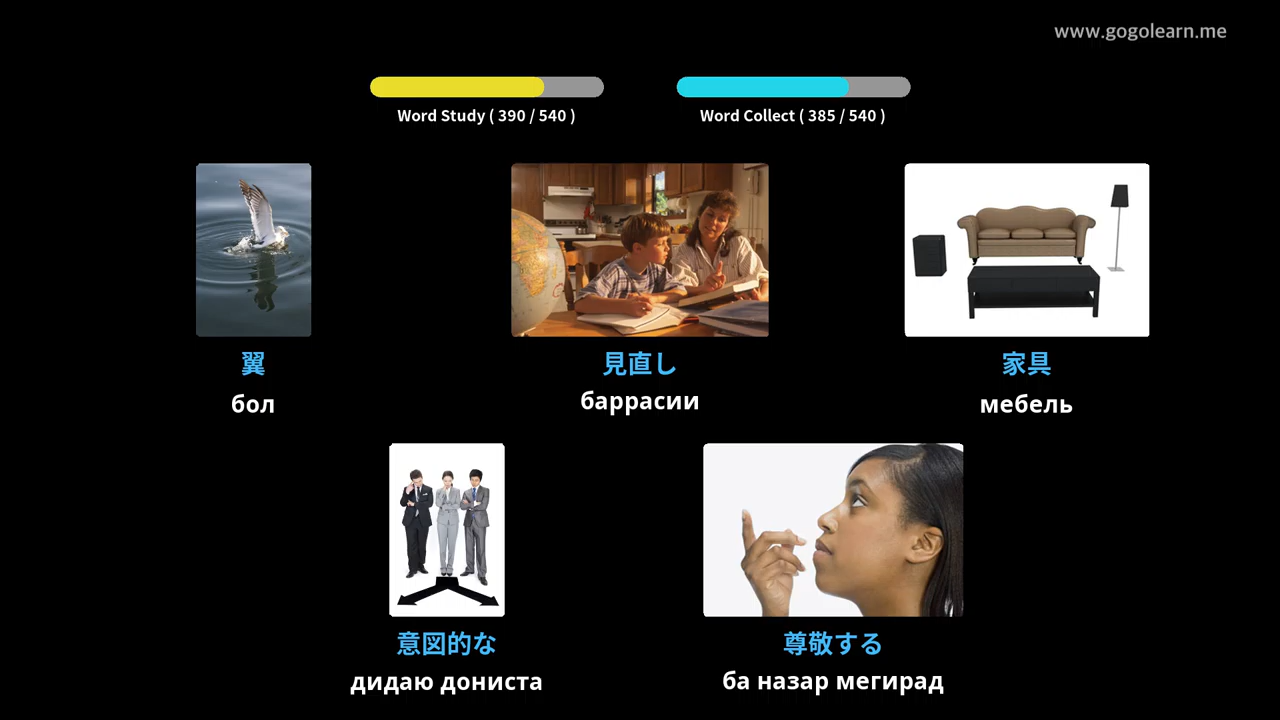 www.gogolearn.me
Word Study ( 390 / 540 )
Word Collect ( 385 / 540 )
翼
бол
見直し
баррасии
家具
мебель
意図的な
дидаю дониста
尊敬する
ба назар мегирад